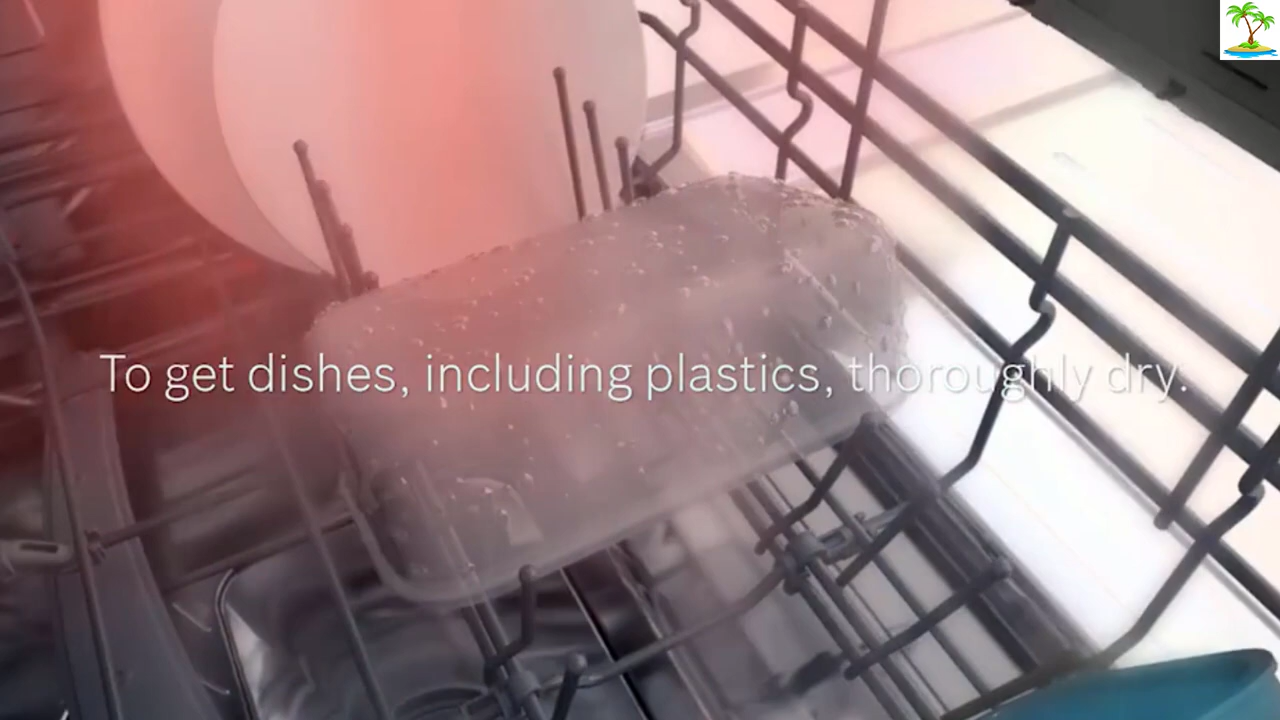 To get dishes, including plastics, thoroughly dry.